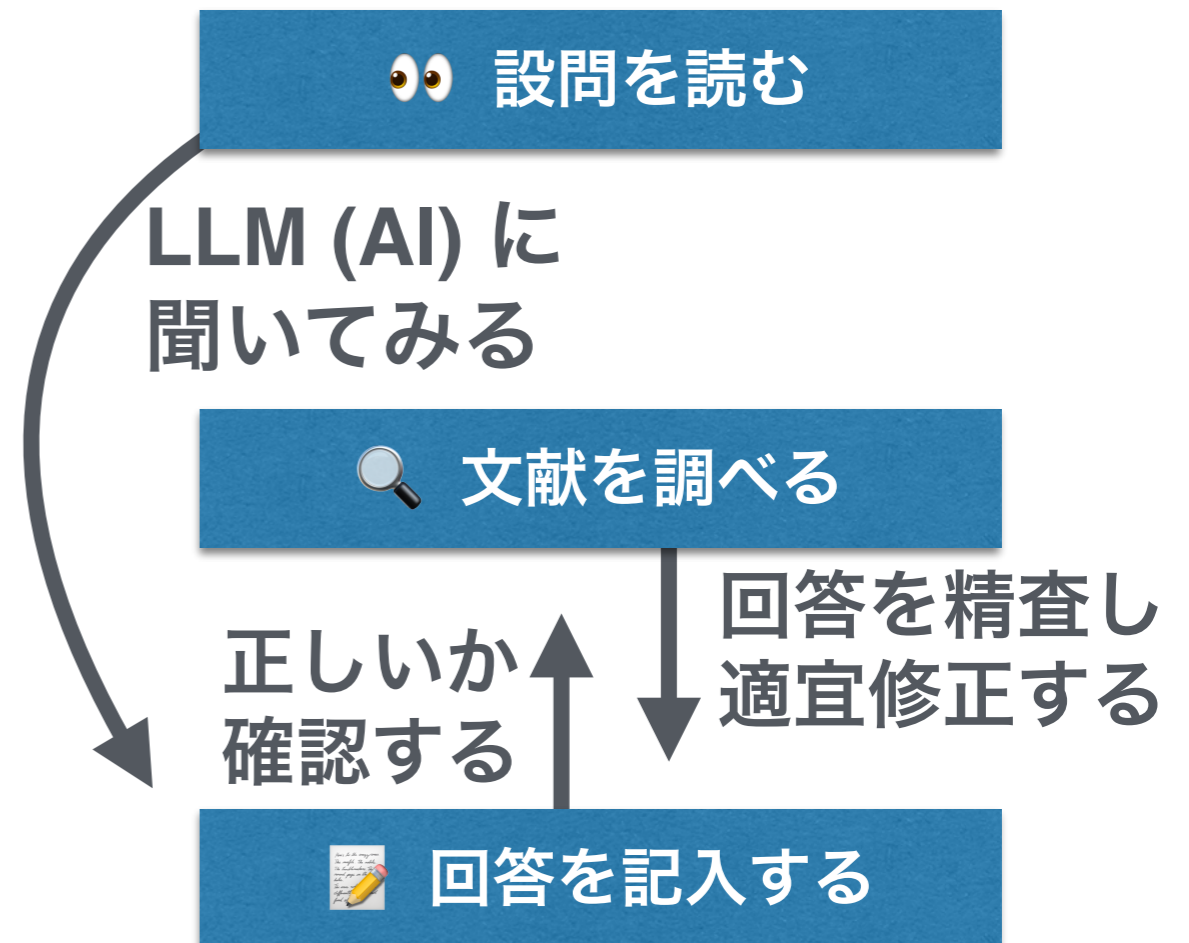 👀 設問を読む
LLM (AI) に
聞いてみる
🔍 文献を調べる
回答を精査し
適宜修正する
正しいか
確認する
📝 回答を記入する